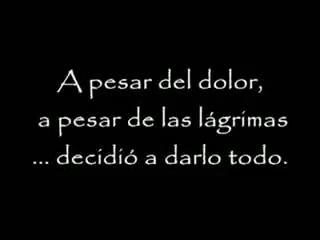 A pesar del dolor,
a pesar de las lágrimas
... decidió a darlo todo.